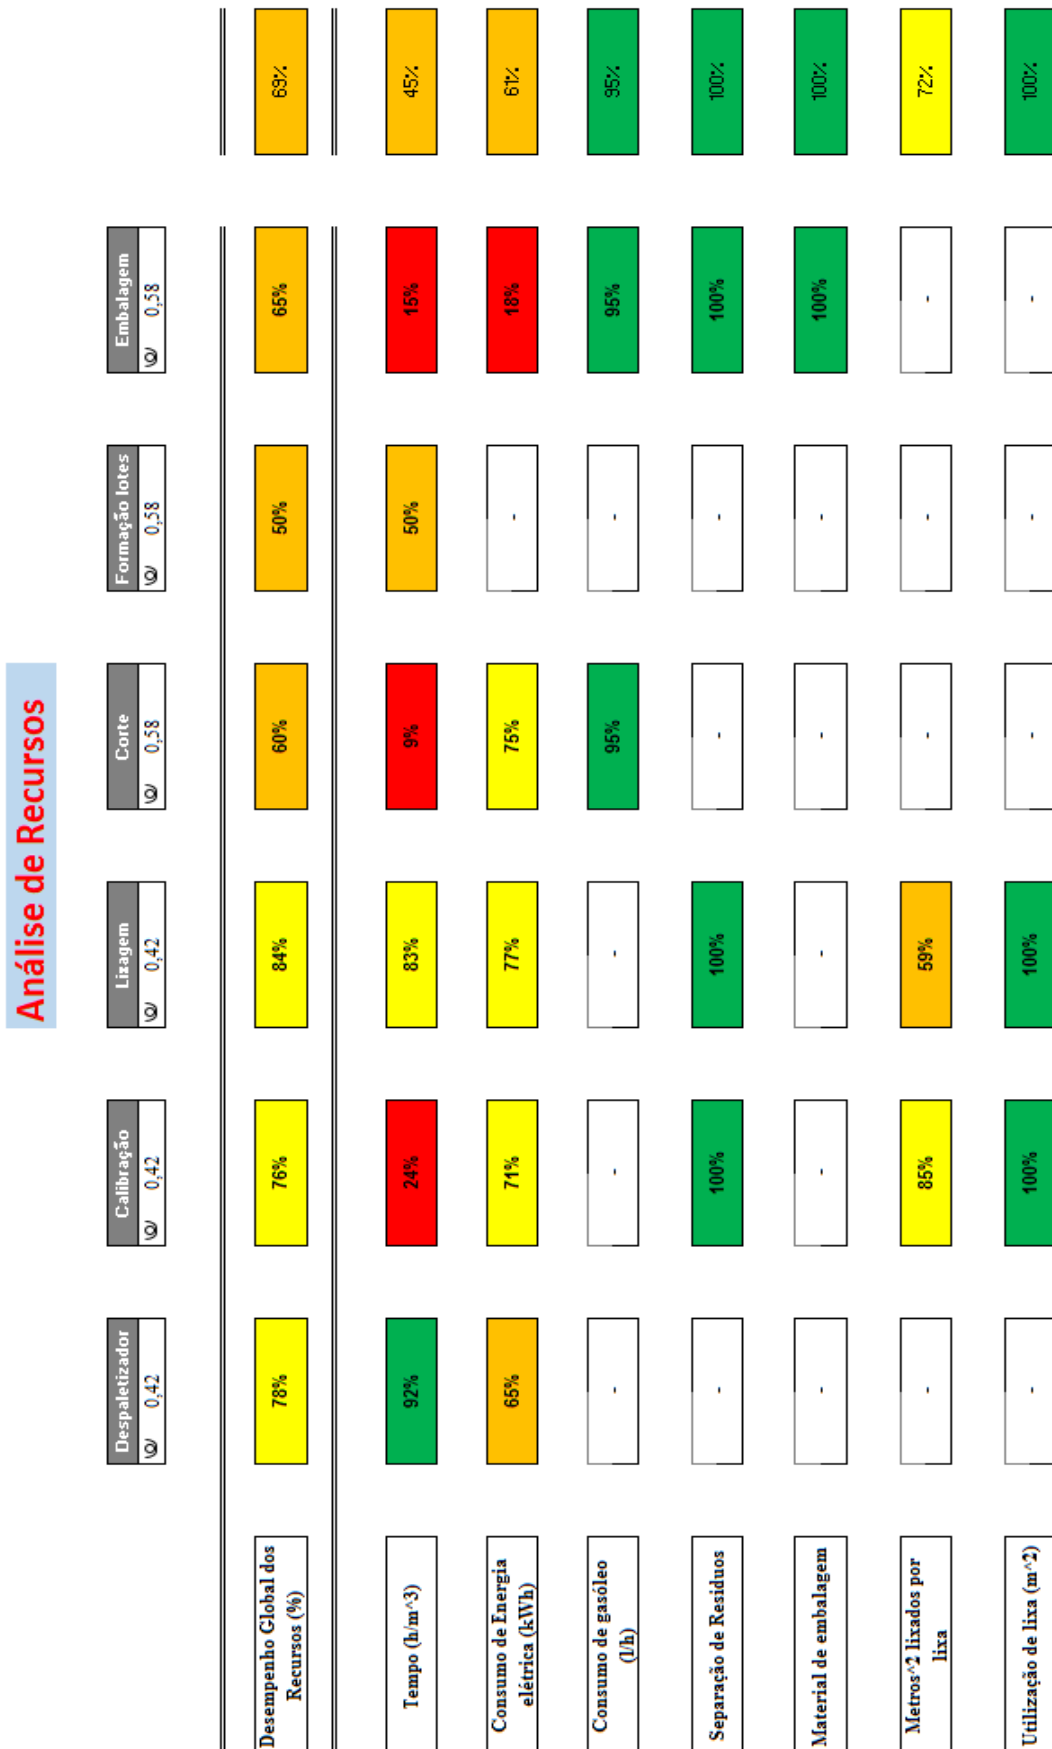 Análise de Recursos
Despaletizador Calibração Lizagem Corte Formação lotes Embalagem
0,42 0,42 0,42 0,58 0,58 0,58
Desempenho Global dos
Recursos (%)
78% 76% 84% 60% 50% 65% 69%
Tempo (h/m^3) 92% 24% 83% 9% 50% 15% 45%
Consumo de Energia
elétrica (kWh)
65% 71% 77% 75% - 18% 61%
Consumo de gasóleo
(l/h)
- - - 95% - 95% 95%
Separação de Residuos - 100% 100% - - 100% 100%
Material de embalagem - - - - - 100% 100%
Metros^2 lixados por
lixa
- 85% 59% - - - 72%
Utilização de lixa (m^2) - 100% 100% - - - 100%